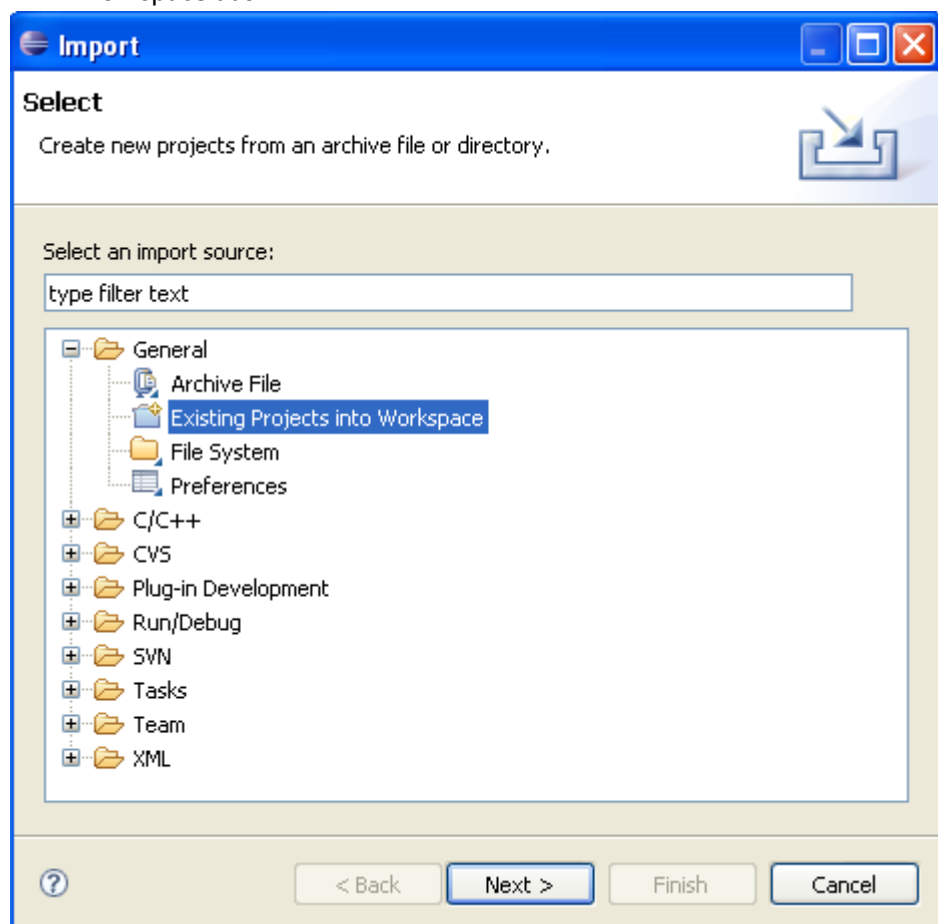 Import
Select
Create new projects from an archive file or directory.
Select an import source:
type filter text
General
Archive File
Existing Projects into Workspace
File System
Preferences
C/C++
CVS
Plug-in Development
Run/Debug
SVN
Tasks
Team
XML
< Back Next > Finish Cancel